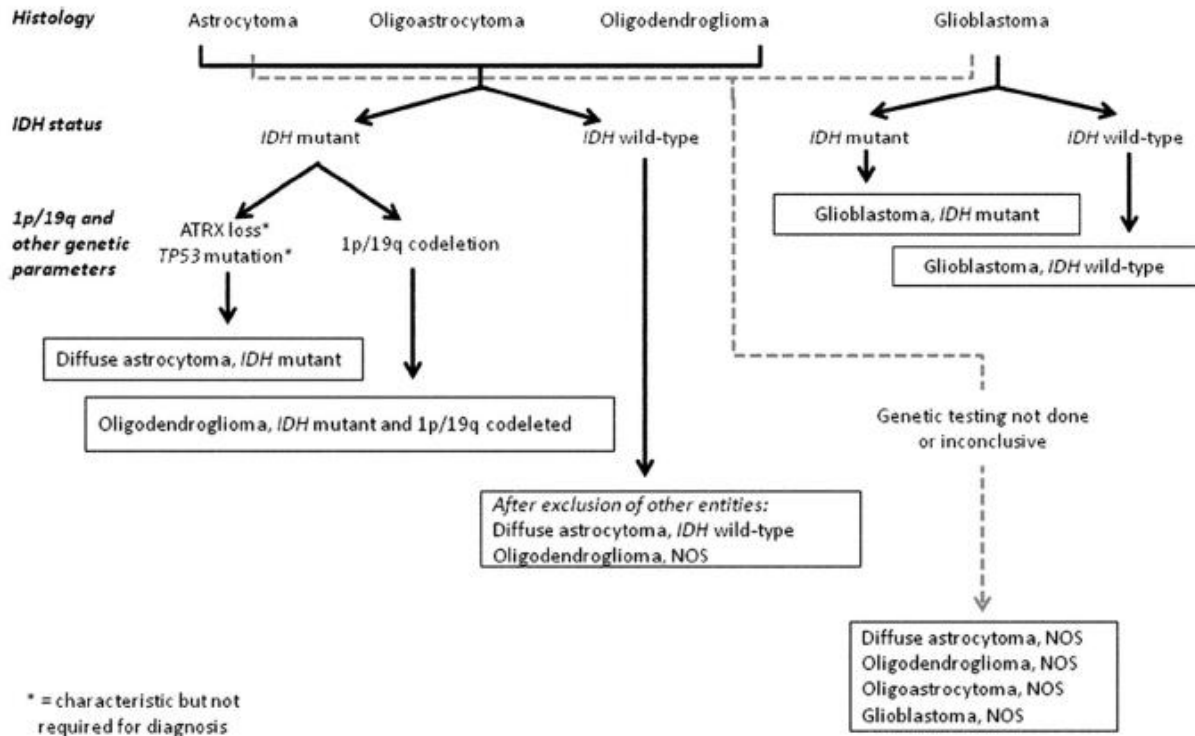 Histology
Astrocytoma
Oligoastrocytoma
Oligodendroglioma
Glioblastoma
IDH status
IDH mutant
IDH wild-type
IDH mutant
IDH wild-type
1p/19q and
other genetic
parameters
ATRX loss*
TP53 mutation*
1p/19q codeletion
Glioblastoma, IDH mutant
Glioblastoma, IDH wild-type
Diffuse astrocytoma, IDH mutant
Oligodendroglioma, IDH mutant and 1p/19q codeleted
Genetic testing not done
or inconclusive
After exclusion of other entities:
Diffuse astrocytoma, IDH wild-type
Oligodendroglioma, NOS
Diffuse astrocytoma, NOS
Oligodendroglioma, NOS
Oligoastrocytoma, NOS
Glioblastoma, NOS
* = characteristic but not
required for diagnosis